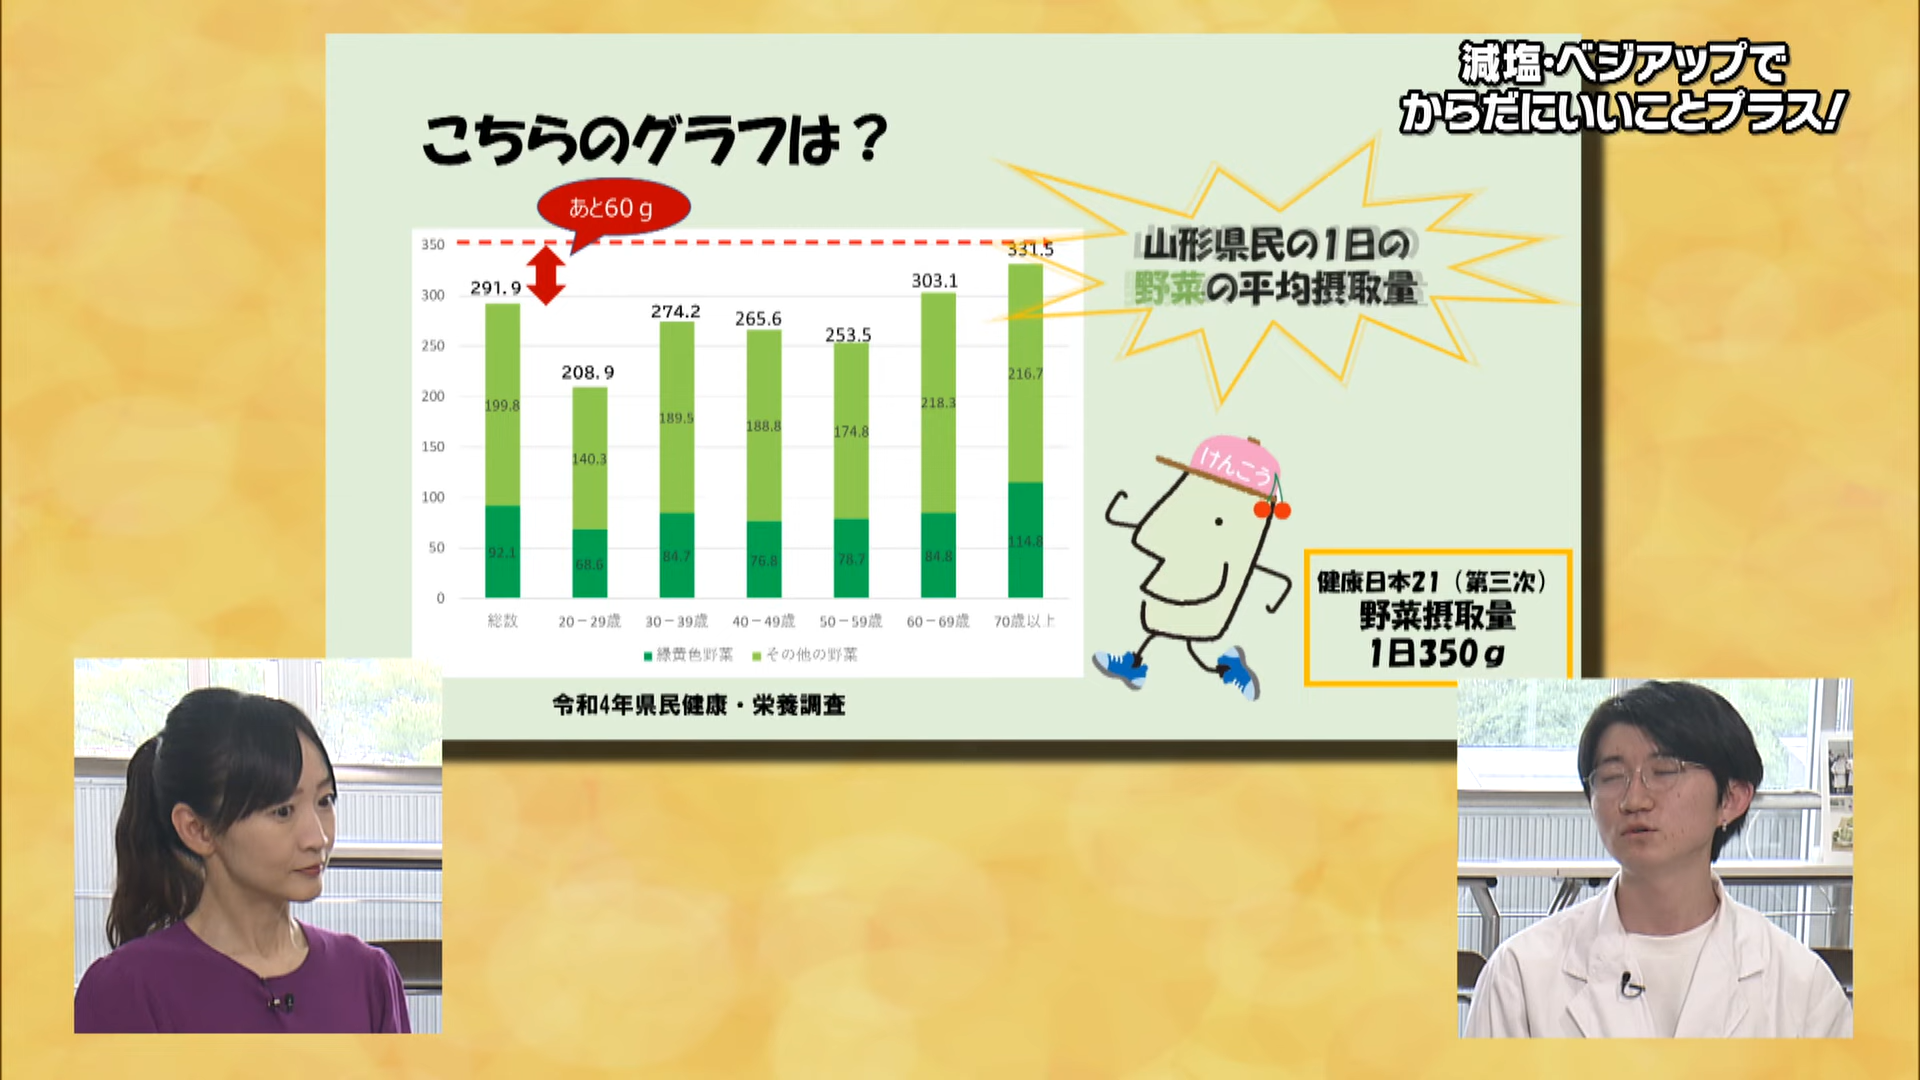 減塩・ベジアップで
からだにいいことプラス!
こちらのグラフは？
あと60g
山形県民の1日の
野菜の平均摂取量
350
300
250
200
150
100
50
0
291.9
208.9
274.2
265.6
253.5
303.1
331.5
199.8
140.3
189.5
188.8
174.8
218.3
216.7
92.1
68.6
84.7
76.8
78.7
84.8
114.8
総数
20－29歳
30－39歳
40－49歳
50－59歳
60－69歳
70歳以上
緑黄色野菜 その他の野菜
令和4年県民健康・栄養調査
けんこう
健康日本21（第三次）
野菜摂取量
1日350g